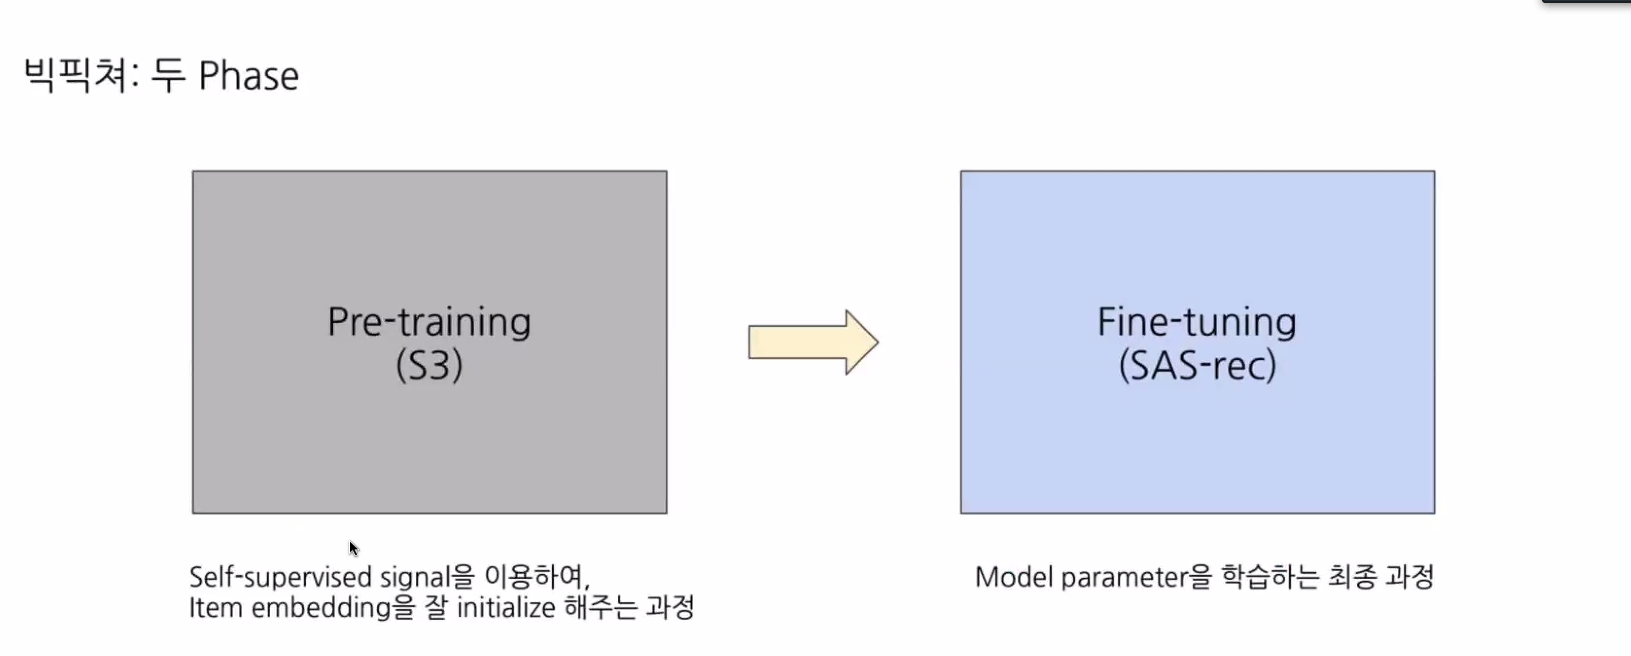 빅픽쳐: 두 Phase
Pre-training
(S3)
Fine-tuning
(SAS-rec)
Self-supervised signal을 이용하여,
Item embedding을 잘 initialize 해주는 과정
Model parameter을 학습하는 최종 과정